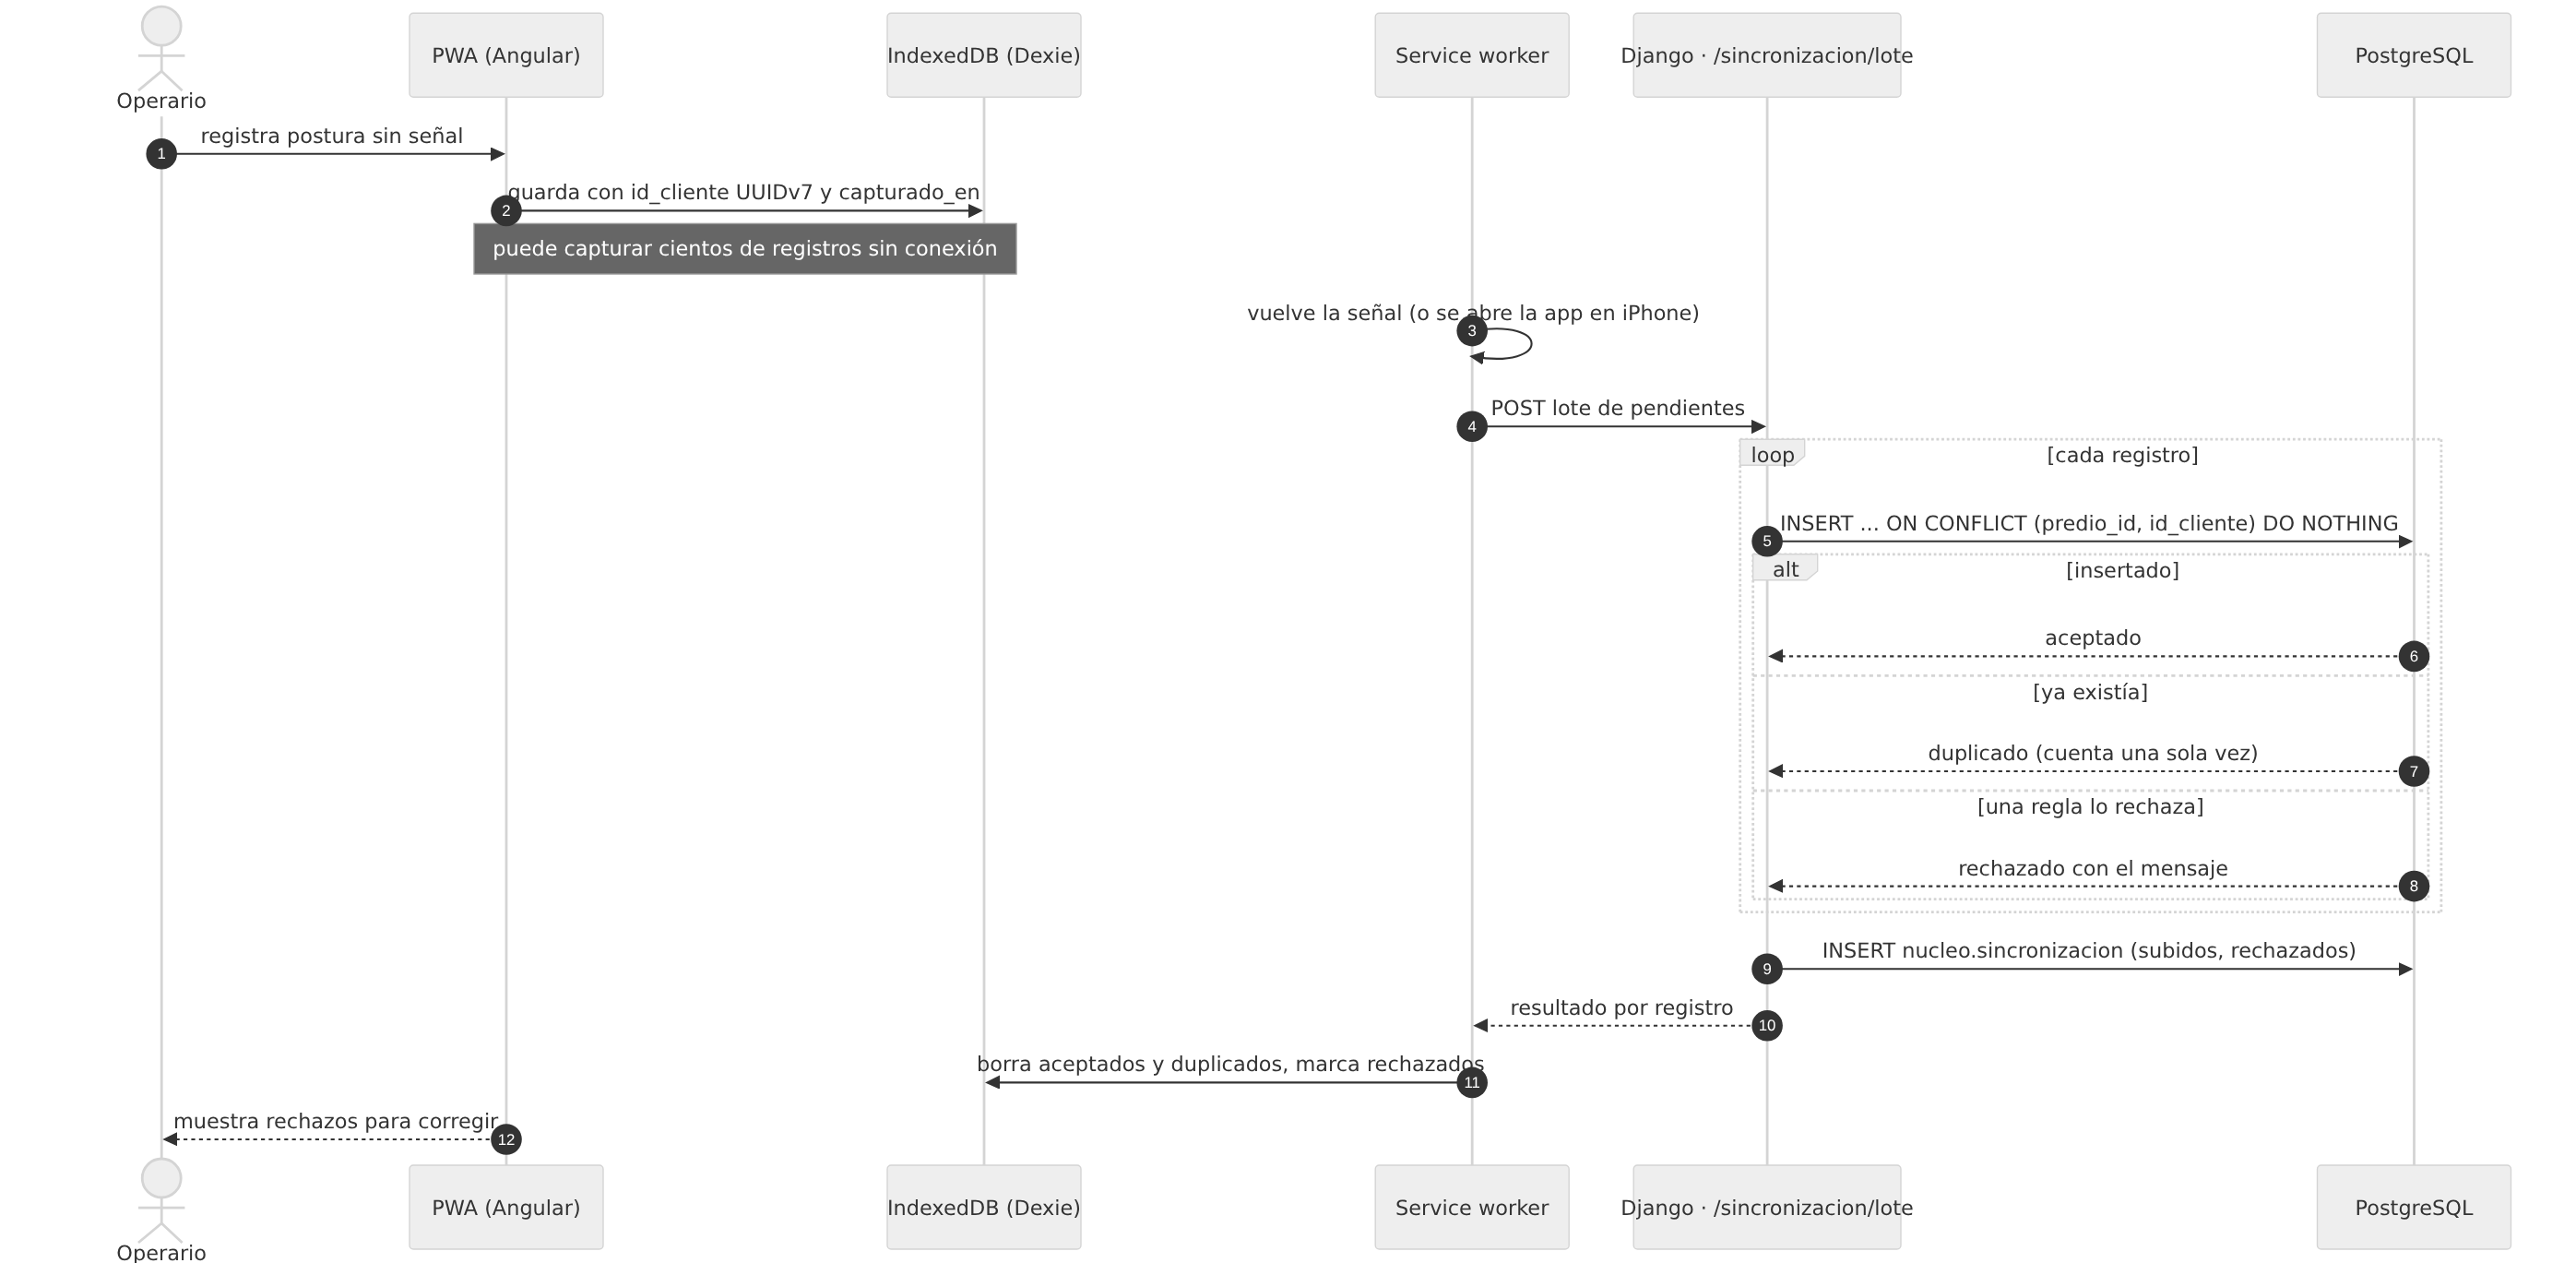 Operario
PWA (Angular)
IndexedDB (Dexie)
Service worker
Django · /sincronizacion/lote
PostgreSQL
registra postura sin señal
1
guarda con id_cliente UUIDv7 y capturado_en
2
puede capturar cientos de registros sin conexión
vuelve la señal (o se abre la app en iPhone)
3
POST lote de pendientes
4
loop
[cada registro]
INSERT ... ON CONFLICT (predio_id, id_cliente) DO NOTHING
5
alt
[insertado]
aceptado
6
[ya existía]
duplicado (cuenta una sola vez)
7
[una regla lo rechaza]
rechazado con el mensaje
8
INSERT nucleo.sincronizacion (subidos, rechazados)
9
resultado por registro
10
borra aceptados y duplicados, marca rechazados
11
muestra rechazos para corregir
12
Operario
PWA (Angular)
IndexedDB (Dexie)
Service worker
Django · /sincronizacion/lote
PostgreSQL